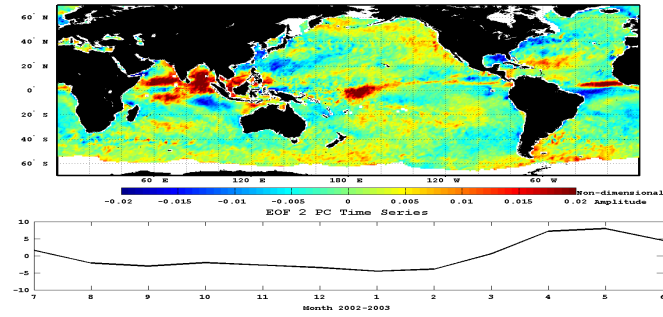 60° N
40° N
20° N
0°
20° S
40° S
60° S
60 E 120 E 180 E 120 W 60 W
-0.02 -0.015 -0.01 -0.005 0 0.005 0.01 0.015 0.02
Non-dimensional
Amplitude
EOF 2 PC Time Series
10
5
0
-5
-10
7 8 9 10 11 12 1 2 3 4 5 6
Month 2002-2003